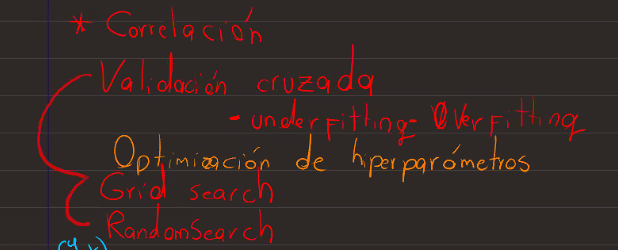 * Correlación
Validación cruzada
- underfitting- Overfitting
Optimización de hiperparámetros
Grid search
RandomSearch